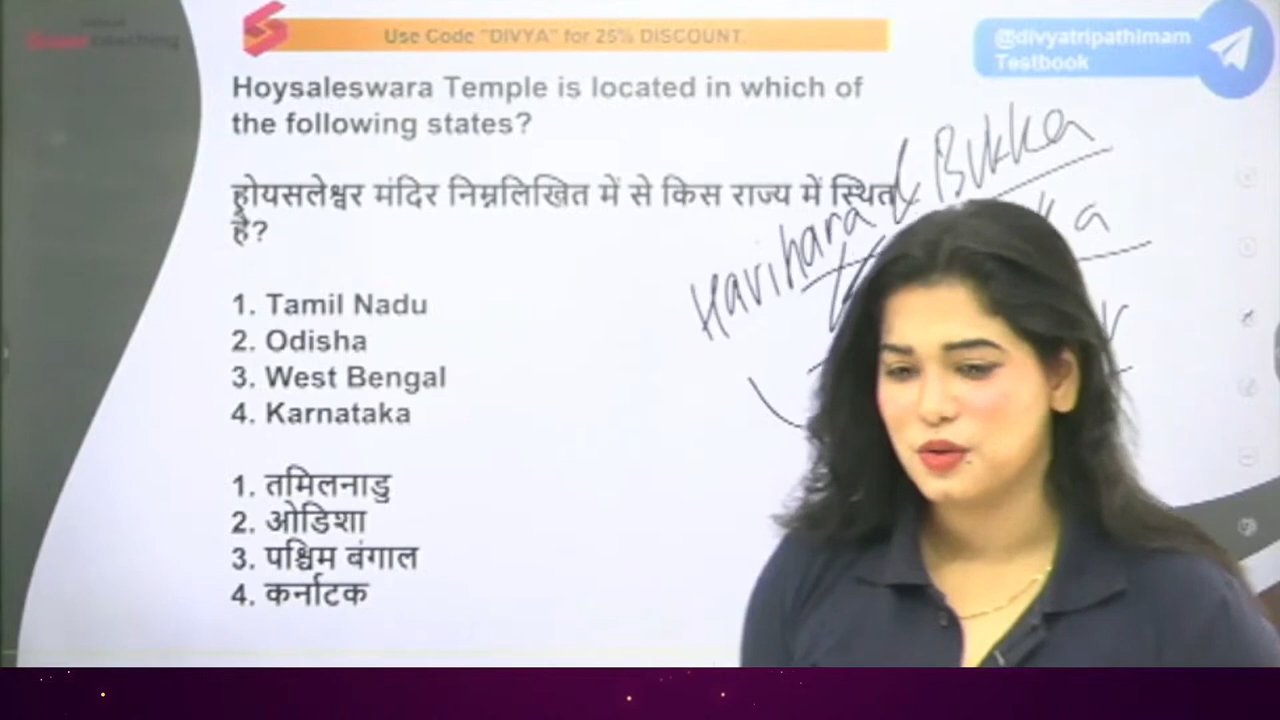 Use Code "DIVYA" for 25% DISCOUNT.
@divyatripathimam
Testbook
Hoysaleswara Temple is located in which of
the following states?
होयसलेश्वर मंदिर निम्नलिखित में से किस राज्य में स्थित
है?
Harihara & Bukka
1. Tamil Nadu
2. Odisha
3. West Bengal
4. Karnataka
1. तमिलनाडु
2. ओडिशा
3. पश्चिम बंगाल
4. कर्नाटक